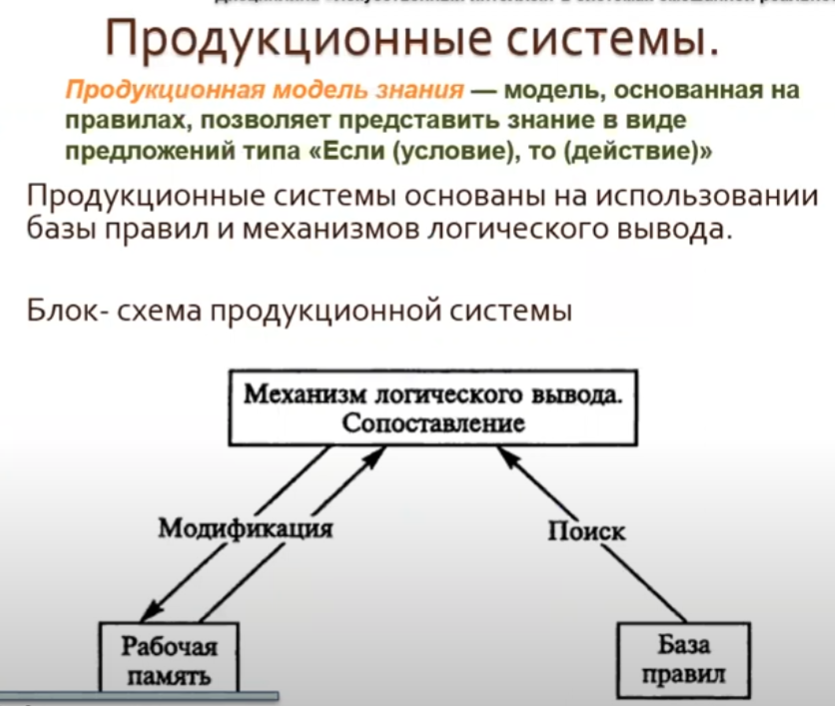 Продукционные системы.
Продукционная модель знания — модель, основанная на
правилах, позволяет представить знание в виде
предложений типа «Если (условие), то (действие)»
Продукционные системы основаны на использовании
базы правил и механизмов логического вывода.
Блок- схема продукционной системы
Механизм логического вывода.
Сопоставление
Модификация
Поиск
Рабочая
память
База
правил